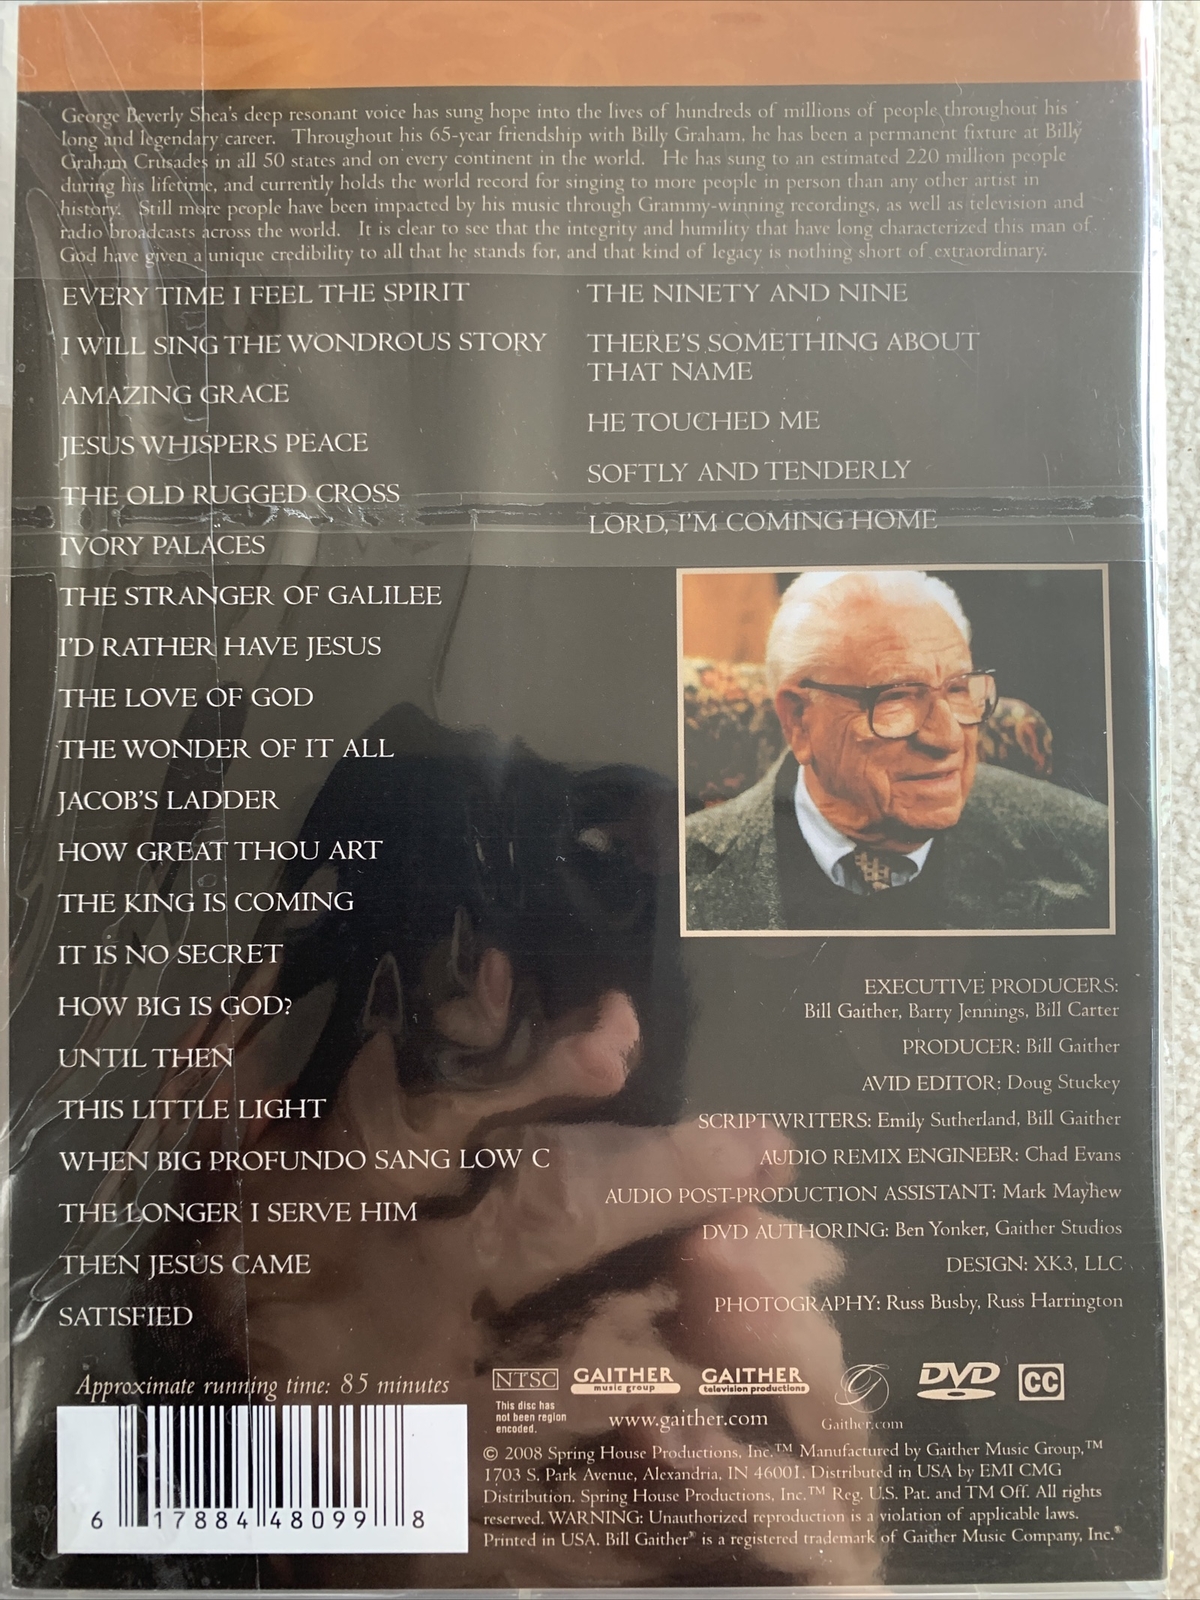 George Beverly Shea's deep resonant voice has sung hope into the lives of hundreds of millions of people throughout his
long and legendary career. Throughout his 65-year friendship with Billy Graham, he has been a permanent fixture at Billy
Graham Crusades in all 50 states and on every continent in the world. He has sung to an estimated 220 million people
during his lifetime, and currently holds the world record for singing to more people in person than any other artist in
history. Still more people have been impacted by his music through Grammy-winning recordings, as well as television and
radio broadcasts across the world. It is clear to see that the integrity and humility that have long characterized this man of
God have given a unique credibility to all that he stands for, and that kind of legacy is nothing short of extraordinary.
EVERY TIME I FEEL THE SPIRIT
I WILL SING THE WONDROUS STORY
AMAZING GRACE
JESUS WHISPERS PEACE
THE OLD RUGGED CROSS
IVORY PALACES
THE STRANGER OF GALILEE
I'D RATHER HAVE JESUS
THE LOVE OF GOD
THE WONDER OF IT ALL
JACOB'S LADDER
HOW GREAT THOU ART
THE KING IS COMING
IT IS NO SECRET
HOW BIG IS GOD?
UNTIL THEN
THIS LITTLE LIGHT
WHEN BIG PROFUNDO SANG LOW C
THE LONGER I SERVE HIM
THEN JESUS CAME
SATISFIED
THE NINETY AND NINE
THERE'S SOMETHING ABOUT
THAT NAME
HE TOUCHED ME
SOFTLY AND TENDERLY
LORD, I'M COMING HOME
EXECUTIVE PRODUCERS:
Bill Gaither, Barry Jennings, Bill Carter
PRODUCER: Bill Gaither
AVID EDITOR: Doug Stuckey
SCRIPTWRITERS: Emily Sutherland, Bill Gaither
AUDIO REMIX ENGINEER: Chad Evans
AUDIO POST-PRODUCTION ASSISTANT: Mark Mayhew
DVD AUTHORING: Ben Yonker, Gaither Studios
DESIGN: XK3, LLC
PHOTOGRAPHY: Russ Busby, Russ Harrington
Approximate running time: 85 minutes
6 17884 48099 8
NTSC
This disc has
not been region
encoded.
GAITHER
music group
www.gaither.com
GAITHER
television productions
G
Gaither.com
DVD
CC
© 2008 Spring House Productions, Inc.™ Manufactured by Gaither Music Group,™
1703 S. Park Avenue, Alexandria, IN 46001. Distributed in USA by EMI CMG
Distribution. Spring House Productions, Inc.™ Reg. U.S. Pat. and TM Off. All rights
reserved. WARNING: Unauthorized reproduction is a violation of applicable laws.
Printed in USA. Bill Gaither® is a registered trademark of Gaither Music Company, Inc.®